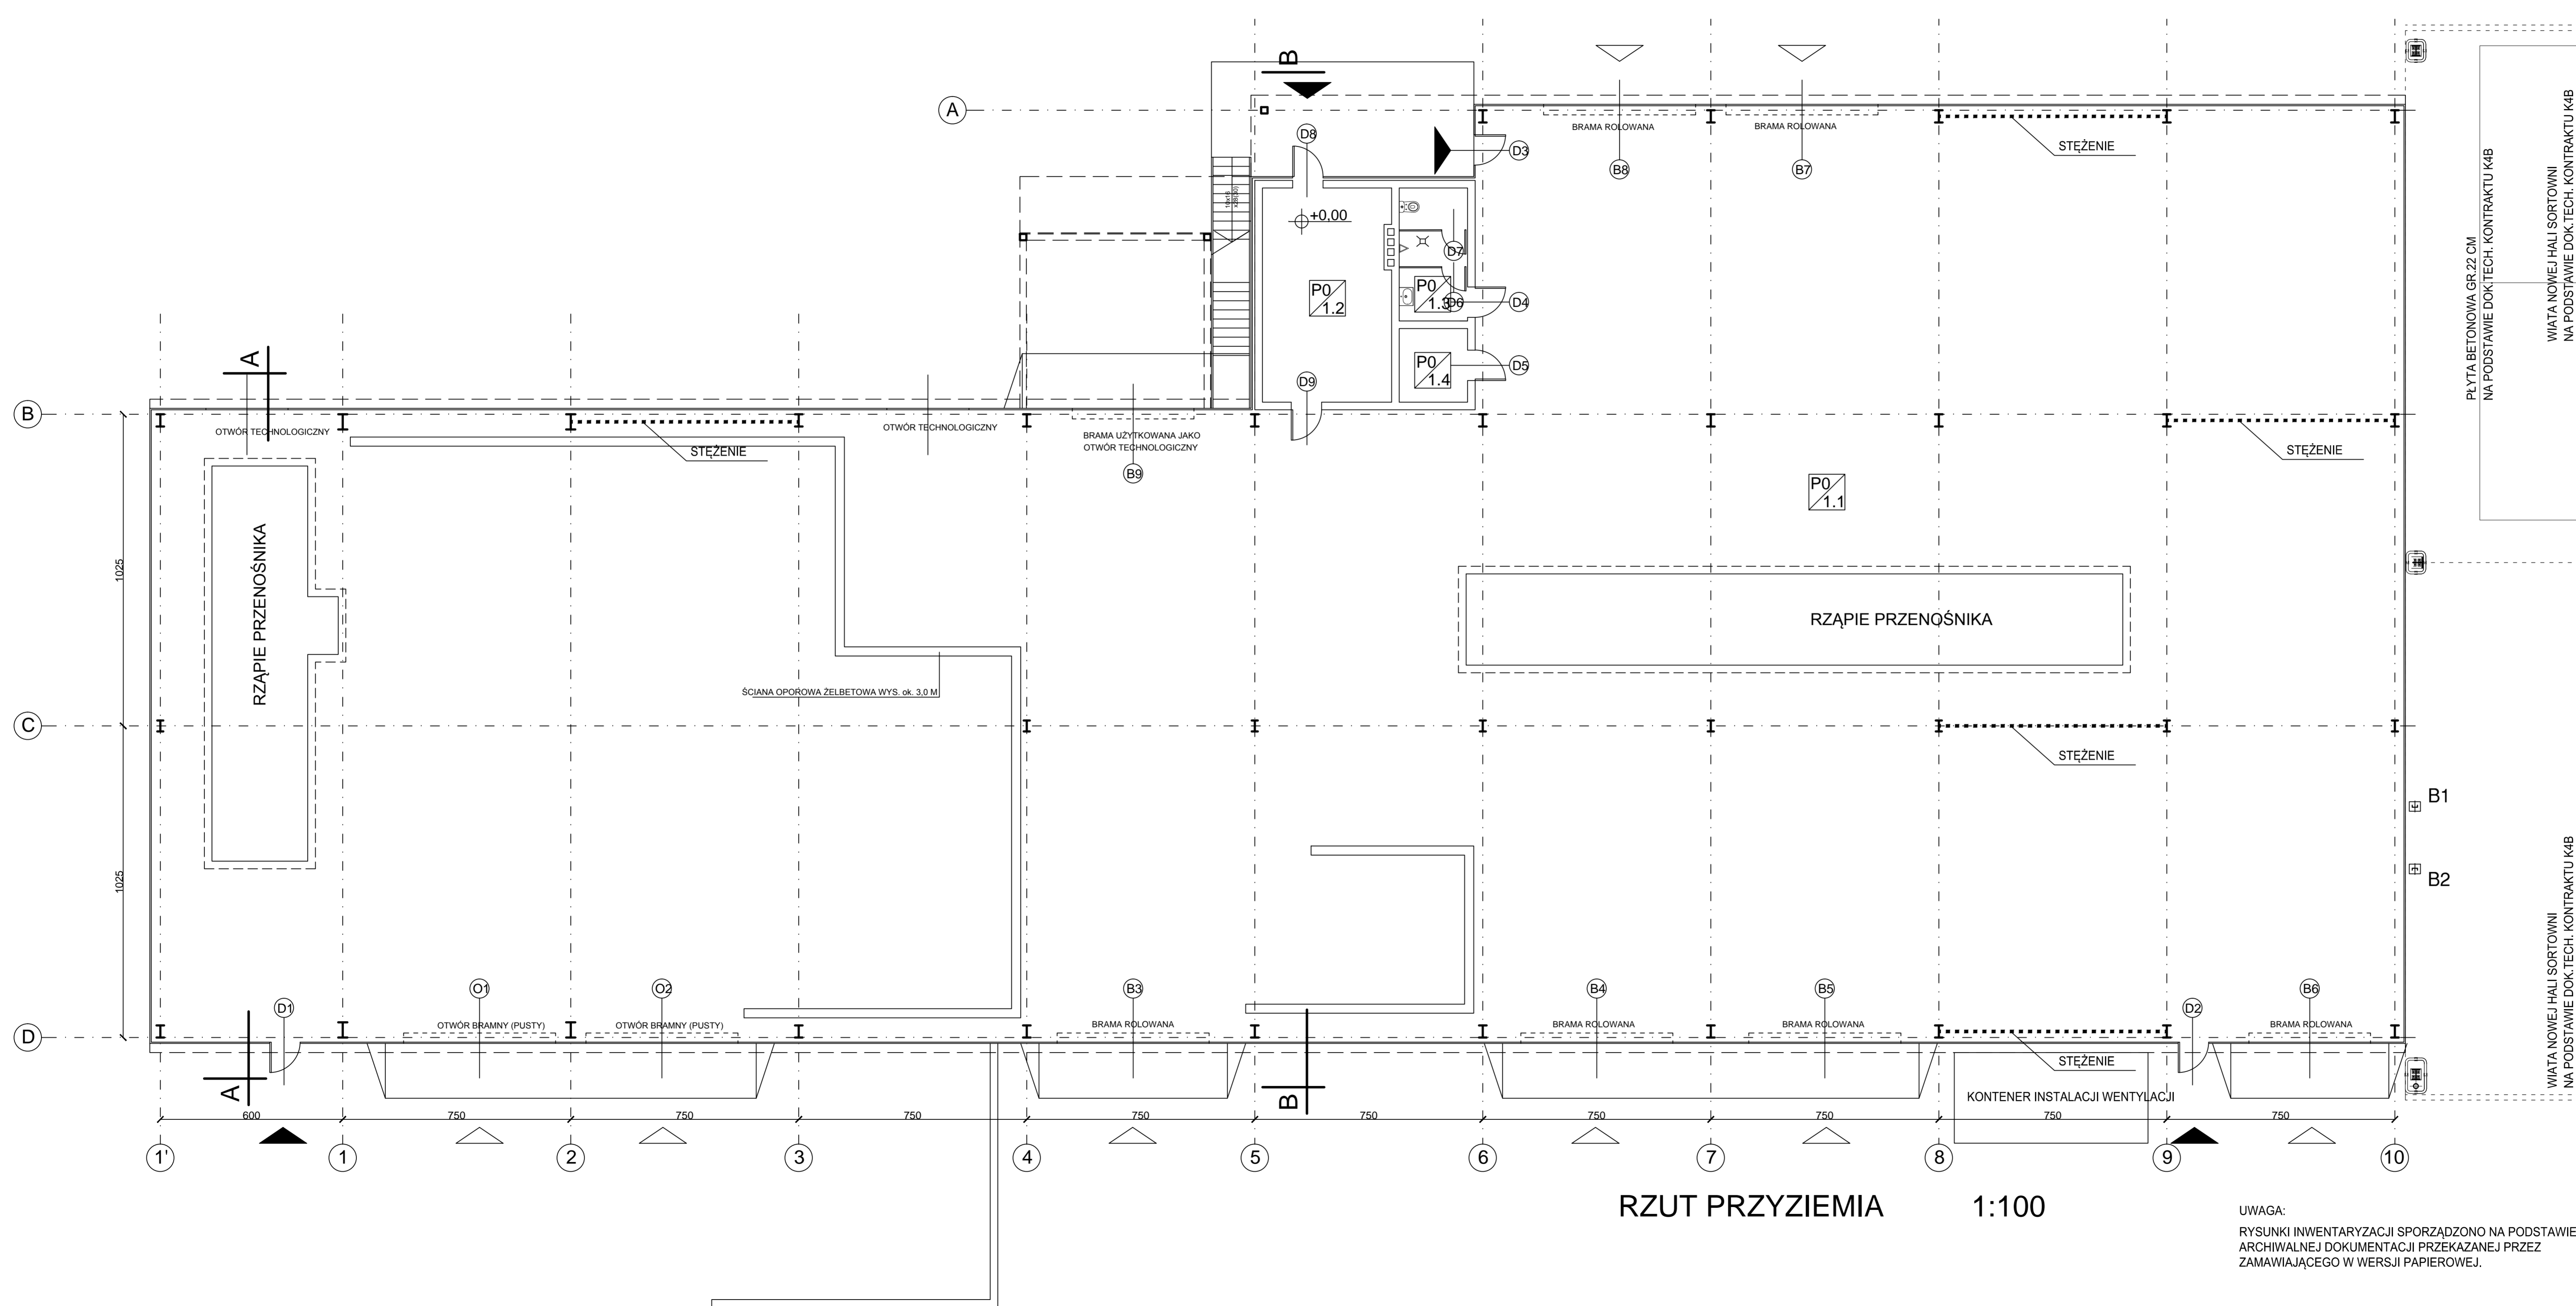 B
A
D8
D3
BRAMA ROLOWANA
BRAMA ROLOWANA
B8
B7
STĘŻENIE
10x16
x28(30)
+0,00
D7
P0
1.2
P0
1.3
D6
D4
P0
1.4
D5
D9
A
B
OTWÓR TECHNOLOGICZNY
STĘŻENIE
OTWÓR TECHNOLOGICZNY
BRAMA UŻYTKOWANA JAKO
OTWÓR TECHNOLOGICZNY
B9
STĘŻENIE
P0
1.1
PŁYTA BETONOWA GR.22 CM
NA PODSTAWIE DOK.TECH. KONTRAKTU K4B
WIATA NOWEJ HALI SORTOWNI
NA PODSTAWIE DOK.TECH. KONTRAKTU K4B
1025
RZĄPIE PRZENOŚNIKA
RZĄPIE PRZENOŚNIKA
ŚCIANA OPOROWA ŻELBETOWA WYS. ok. 3,0 M
C
STĘŻENIE
B1
B2
1025
WIATA NOWEJ HALI SORTOWNI
NA PODSTAWIE DOK.TECH. KONTRAKTU K4B
D1
O1
O2
B3
B4
B5
D2
B6
D
OTWÓR BRAMNY (PUSTY)
OTWÓR BRAMNY (PUSTY)
BRAMA ROLOWANA
BRAMA ROLOWANA
BRAMA ROLOWANA
BRAMA ROLOWANA
STĘŻENIE
A
B
KONTENER INSTALACJI WENTYLACJI
600
750
750
750
750
750
750
750
750
750
1'
1
2
3
4
5
6
7
8
9
10
RZUT PRZYZIEMIA 1:100
UWAGA:
RYSUNKI INWENTARYZACJI SPORZĄDZONO NA PODSTAWIE
ARCHIWALNEJ DOKUMENTACJI PRZEKAZANEJ PRZEZ
ZAMAWIAJĄCEGO W WERSJI PAPIEROWEJ.